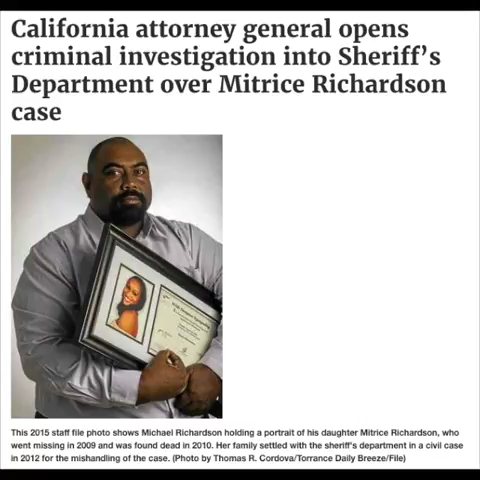 California attorney general opens
criminal investigation into Sheriff’s
Department over Mitrice Richardson
case
This 2015 staff file photo shows Michael Richardson holding a portrait of his daughter Mitrice Richardson, who
went missing in 2009 and was found dead in 2010. Her family settled with the sheriff's department in a civil case
in 2012 for the mishandling of the case. (Photo by Thomas R. Cordova/Torrance Daily Breeze/File)